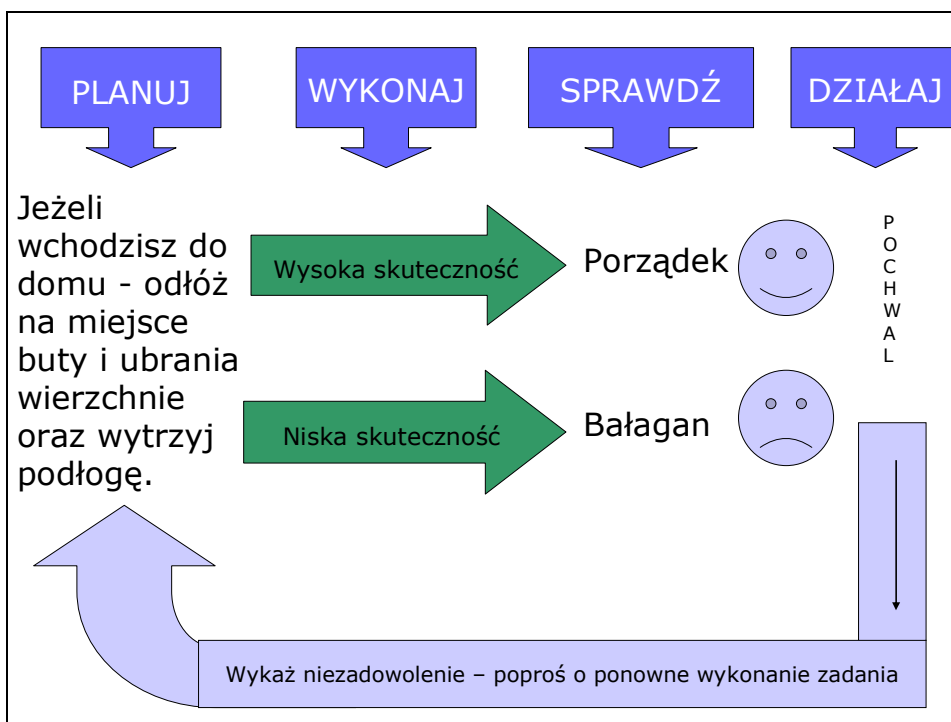 PLANUJ
WYKONAJ
SPRAWDŹ
DZIAŁAJ
Jeżeli
wchodzisz do
domu - odłóż
na miejsce
buty i ubrania
wierzchnie
oraz wytrzyj
podłogę.
Wysoka skuteczność
Porządek
POCHWAL
Niska skuteczność
Bałagan
Wykaż niezadowolenie – poproś o ponowne wykonanie zadania